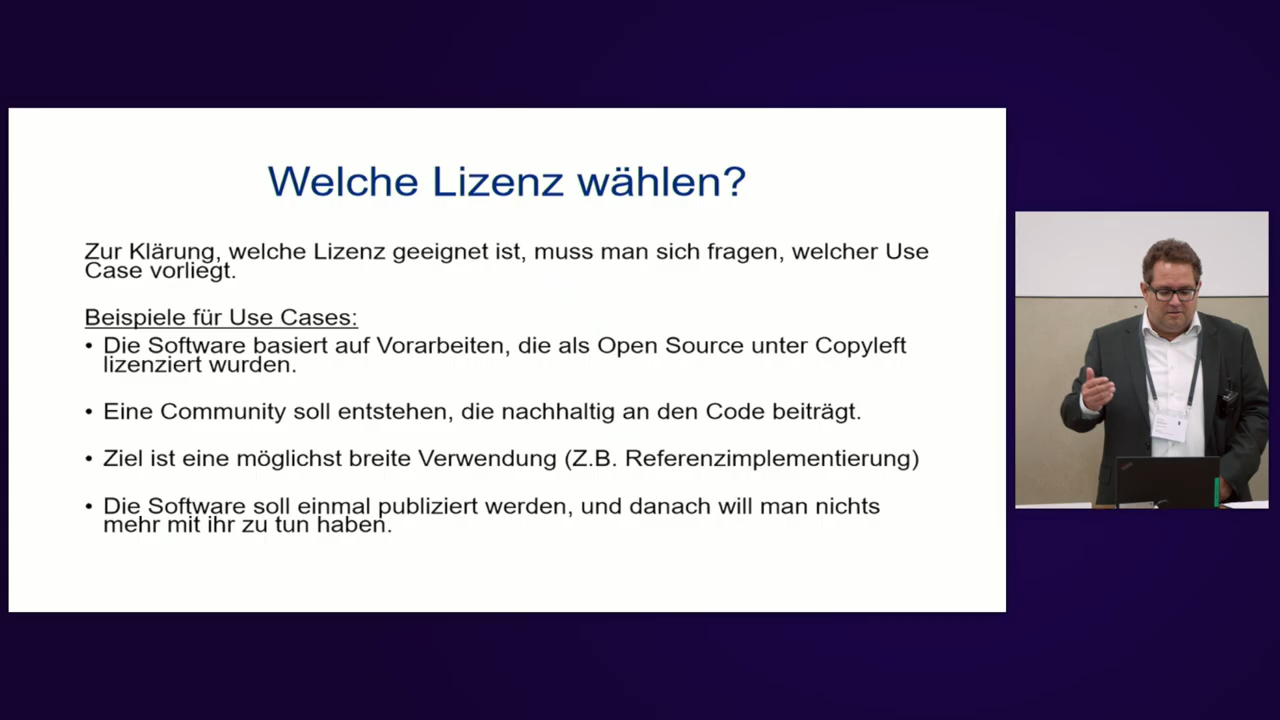 Welche Lizenz wählen?
Zur Klärung, welche Lizenz geeignet ist, muss man sich fragen, welcher Use
Case vorliegt.
Beispiele für Use Cases:
• Die Software basiert auf Vorarbeiten, die als Open Source unter Copyleft
lizenziert wurden.
• Eine Community soll entstehen, die nachhaltig an den Code beiträgt.
• Ziel ist eine möglichst breite Verwendung (Z.B. Referenzimplementierung)
• Die Software soll einmal publiziert werden, und danach will man nichts
mehr mit ihr zu tun haben.